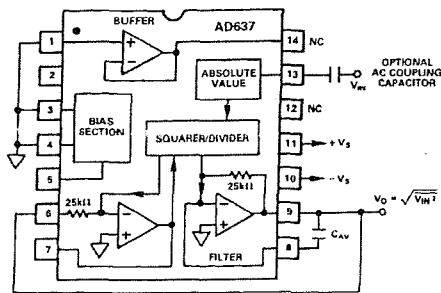 BUFFER
AD637
1
14
NC
2
ABSOLUTE
VALUE
13
OPTIONAL
AC COUPLING
CAPACITOR
VIN
3
BIAS
SECTION
12
NC
4
SQUARER/DIVIDER
11
+VS
5
25kΩ
10
-VS
6
25kΩ
9
VO = √VIN²
7
FILTER
8
CAV